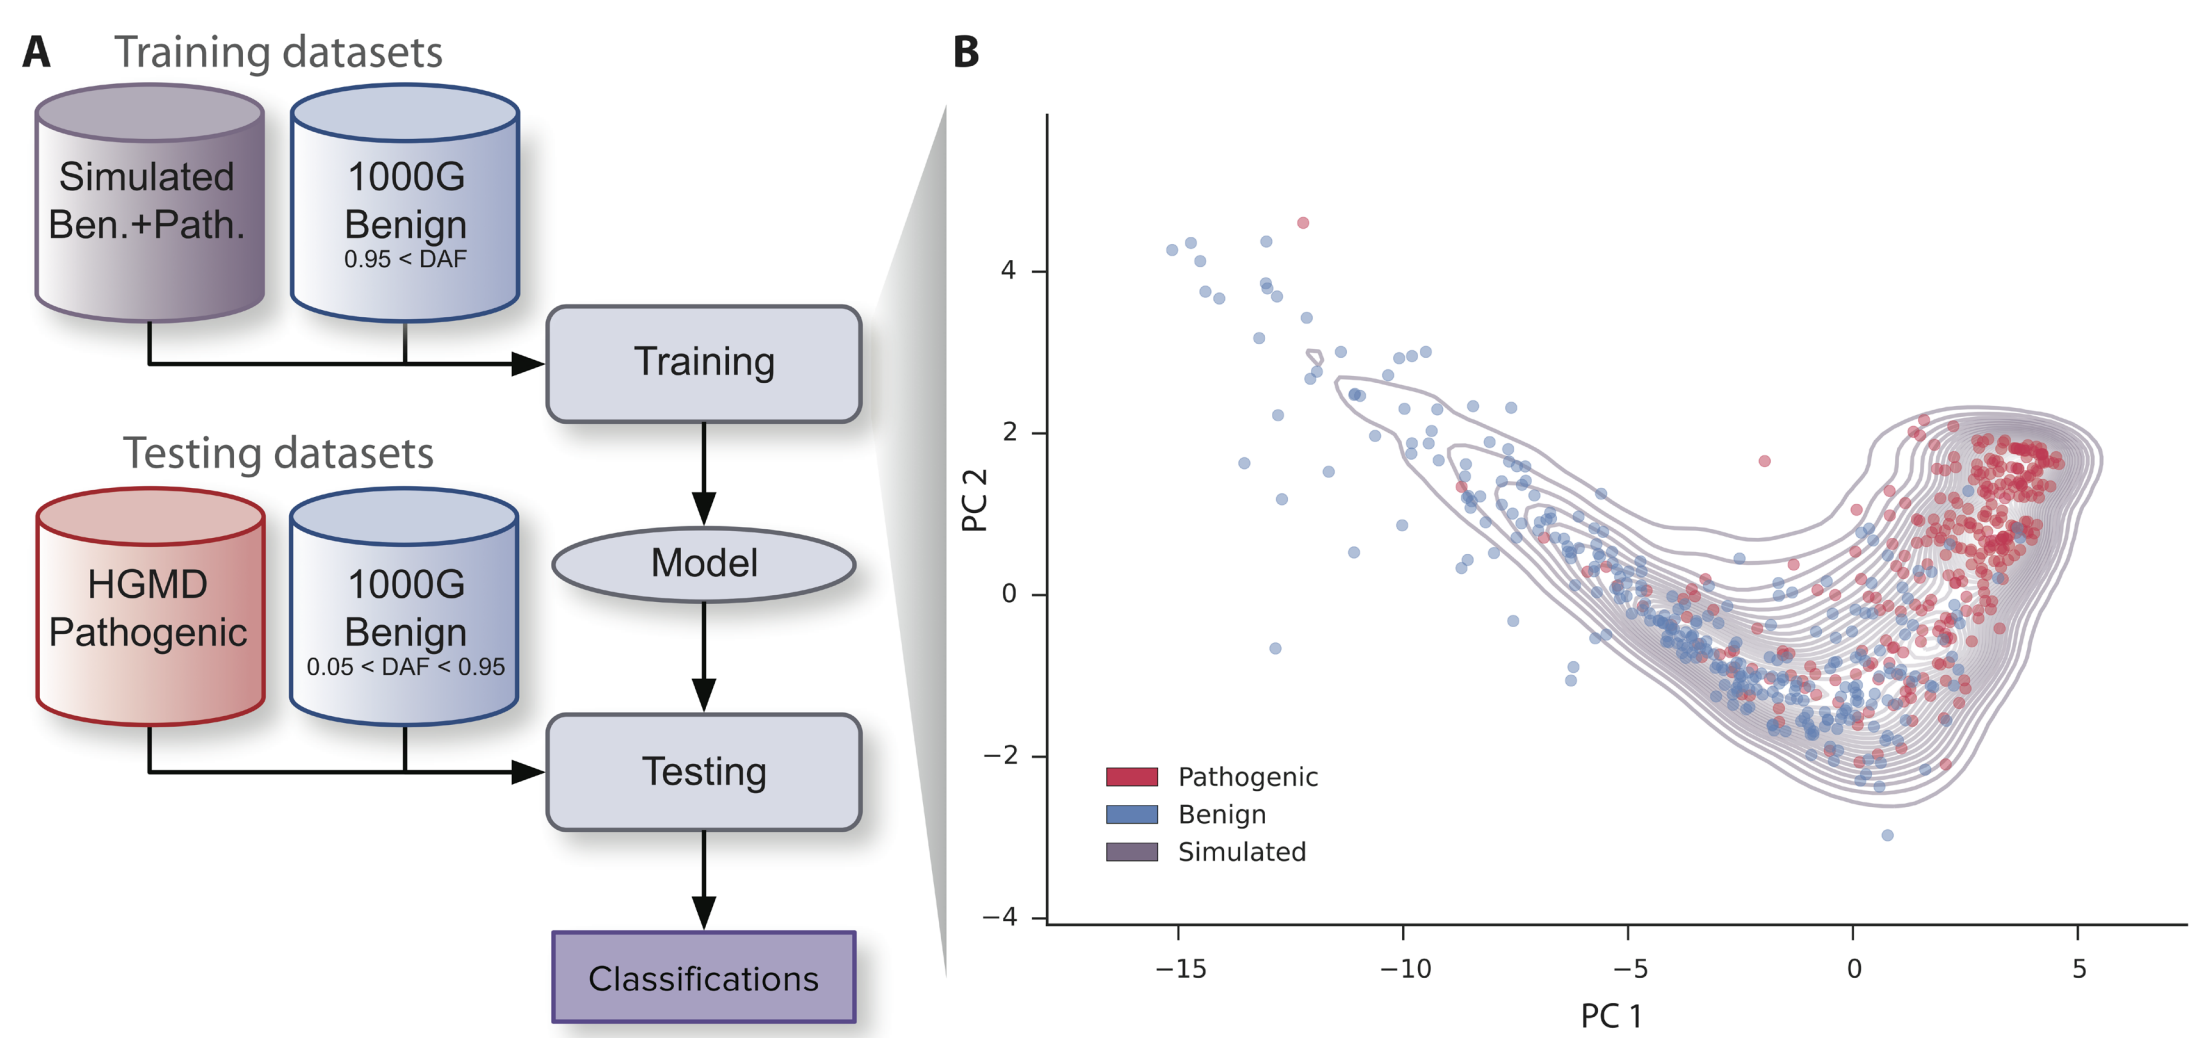 A
Training datasets
Simulated
Ben.+Path.
1000G
Benign
0.95 < DAF
Training
Testing datasets
Model
HGMD
Pathogenic
1000G
Benign
0.05 < DAF < 0.95
Testing
Classifications
B
PC 2
4
2
0
−2
−4
Pathogenic
Benign
Simulated
−15 −10 −5 0 5
PC 1